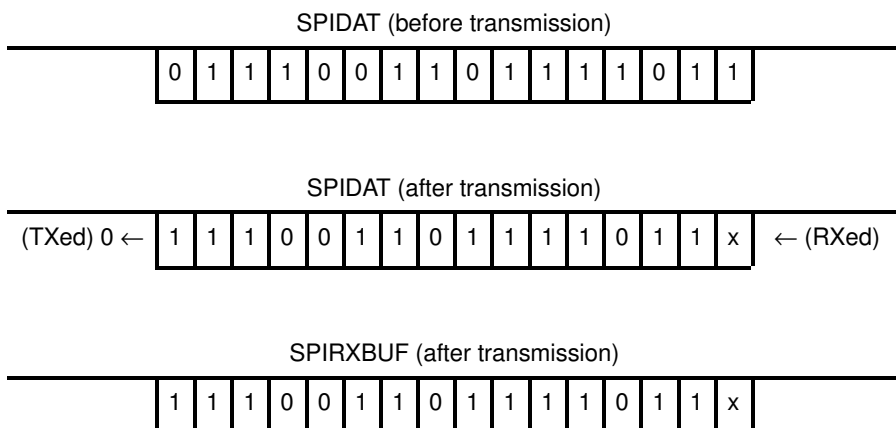 SPIDAT (before transmission)
0 1 1 1 0 0 1 1 0 1 1 1 1 0 1 1
SPIDAT (after transmission)
(TXed) 0 ← 1 1 1 0 0 1 1 0 1 1 1 1 0 1 1 x ← (RXed)
SPIRXBUF (after transmission)
1 1 1 0 0 1 1 0 1 1 1 1 0 1 1 x